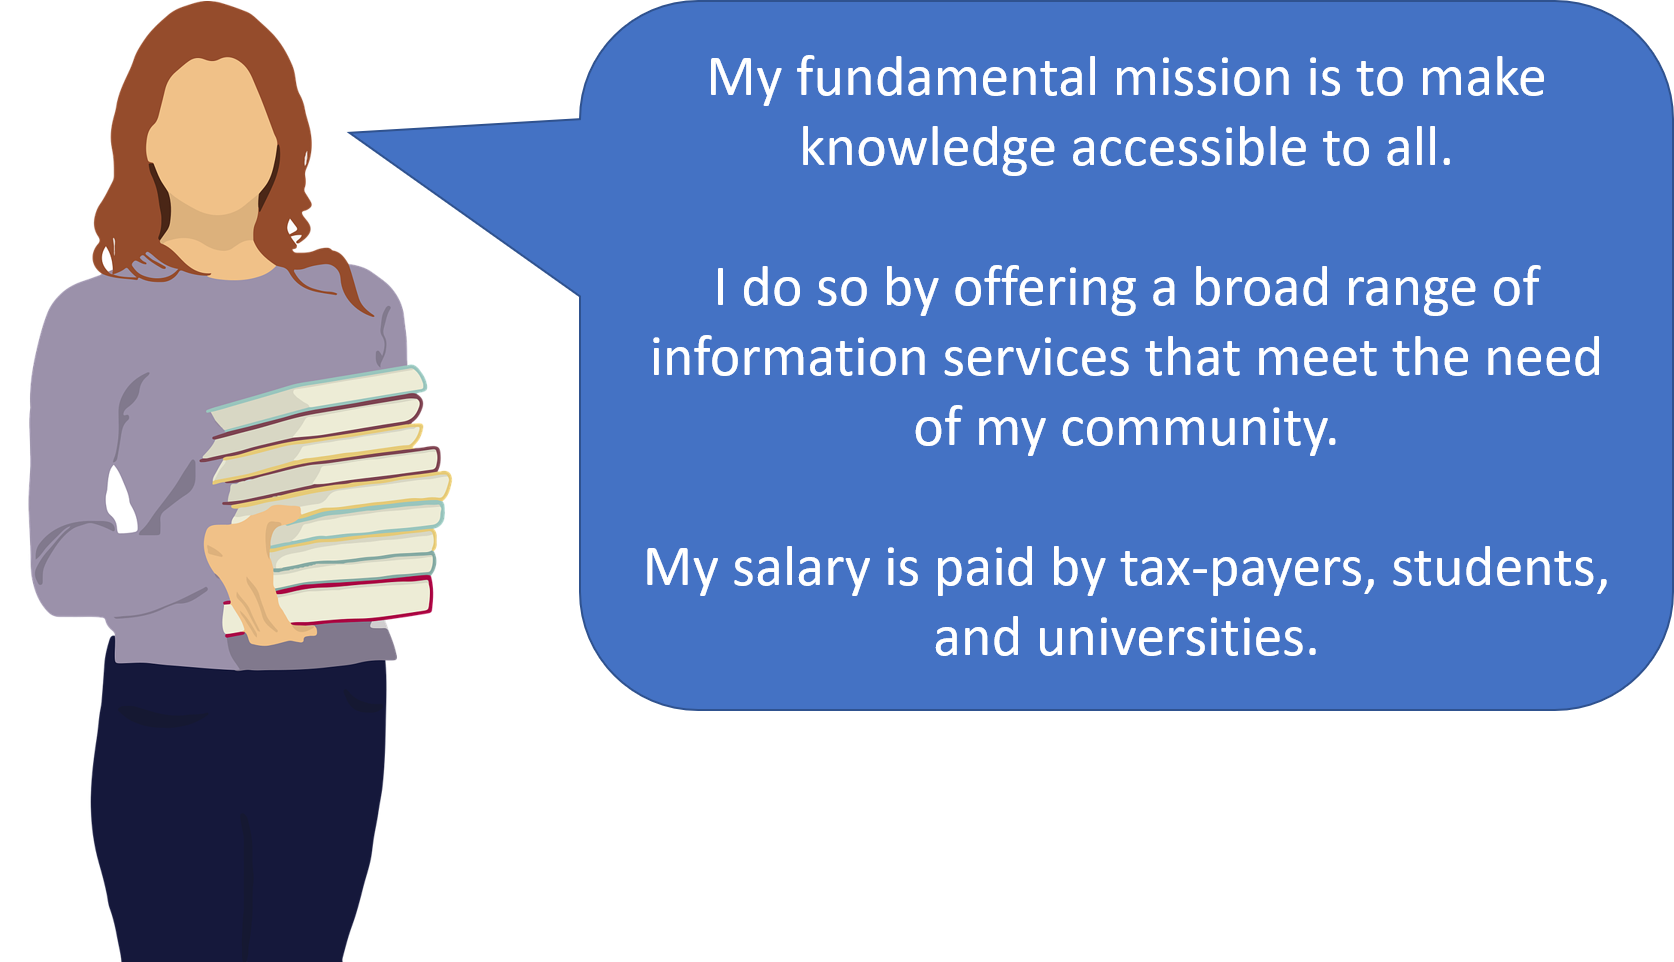 My fundamental mission is to make
knowledge accessible to all.
I do so by offering a broad range of
information services that meet the need
of my community.
My salary is paid by tax-payers, students,
and universities.